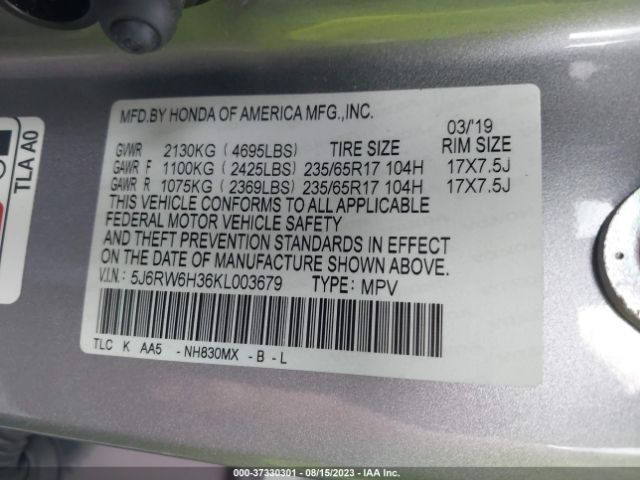 MFD.BY HONDA OF AMERICA MFG.,INC.
03/'19
GVWR 2130KG (4695LBS) TIRE SIZE RIM SIZE
GAWR F 1100KG (2425LBS) 235/65R17 104H 17X7.5J
GAWR R 1075KG (2369LBS) 235/65R17 104H 17X7.5J
THIS VEHICLE CONFORMS TO ALL APPLICABLE
FEDERAL MOTOR VEHICLE SAFETY
AND THEFT PREVENTION STANDARDS IN EFFECT
ON THE DATE OF MANUFACTURE SHOWN ABOVE.
V.I.N.: 5J6RW6H36KL003679 TYPE: MPV
TLC K AA5 -NH830MX -B -L
TLA A0
000-37330301 - 08/15/2023 - IAA Inc.